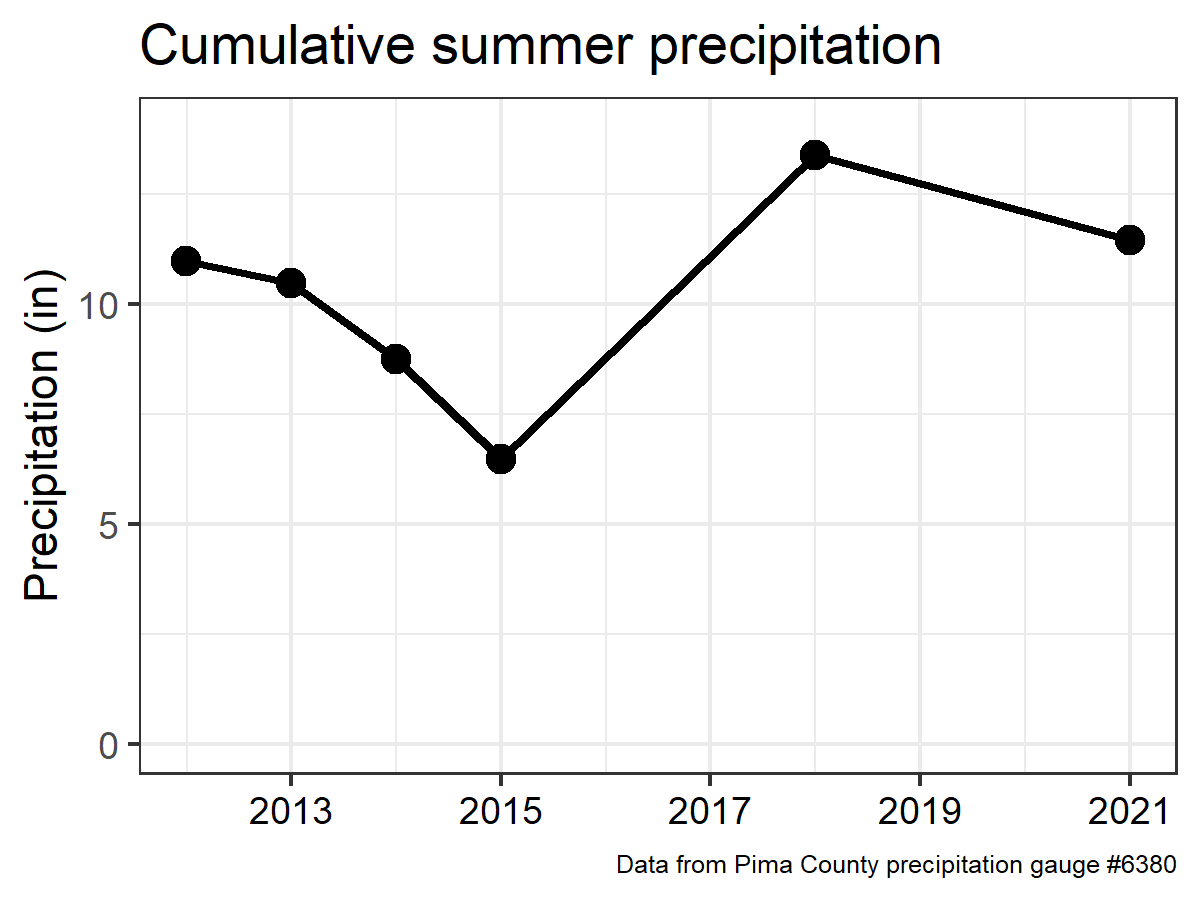 Cumulative summer precipitation
Precipitation (in)
10
5
0
2013 2015 2017 2019 2021
Data from Pima County precipitation gauge #6380